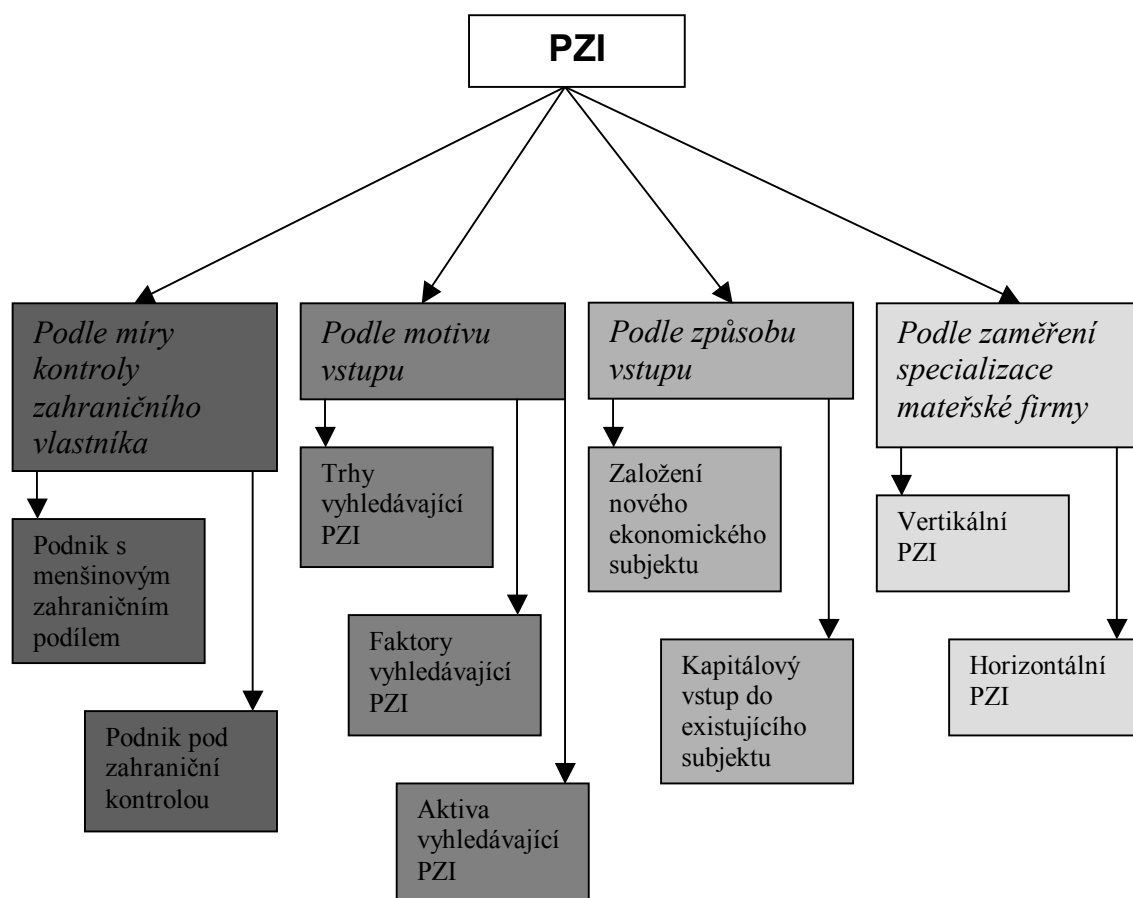 PZI
Podle míry
kontroly
zahraničního
vlastníka
Podnik s
menšinovým
zahraničním
podílem
Podnik pod
zahraniční
kontrolou
Podle motivu
vstupu
Trhy
vyhledávající
PZI
Faktory
vyhledávající
PZI
Aktiva
vyhledávající
PZI
Podle způsobu
vstupu
Založení
nového
ekonomického
subjektu
Kapitálový
vstup do
existujícího
subjektu
Podle zaměření
specializace
mateřské firmy
Vertikální
PZI
Horizontální
PZI